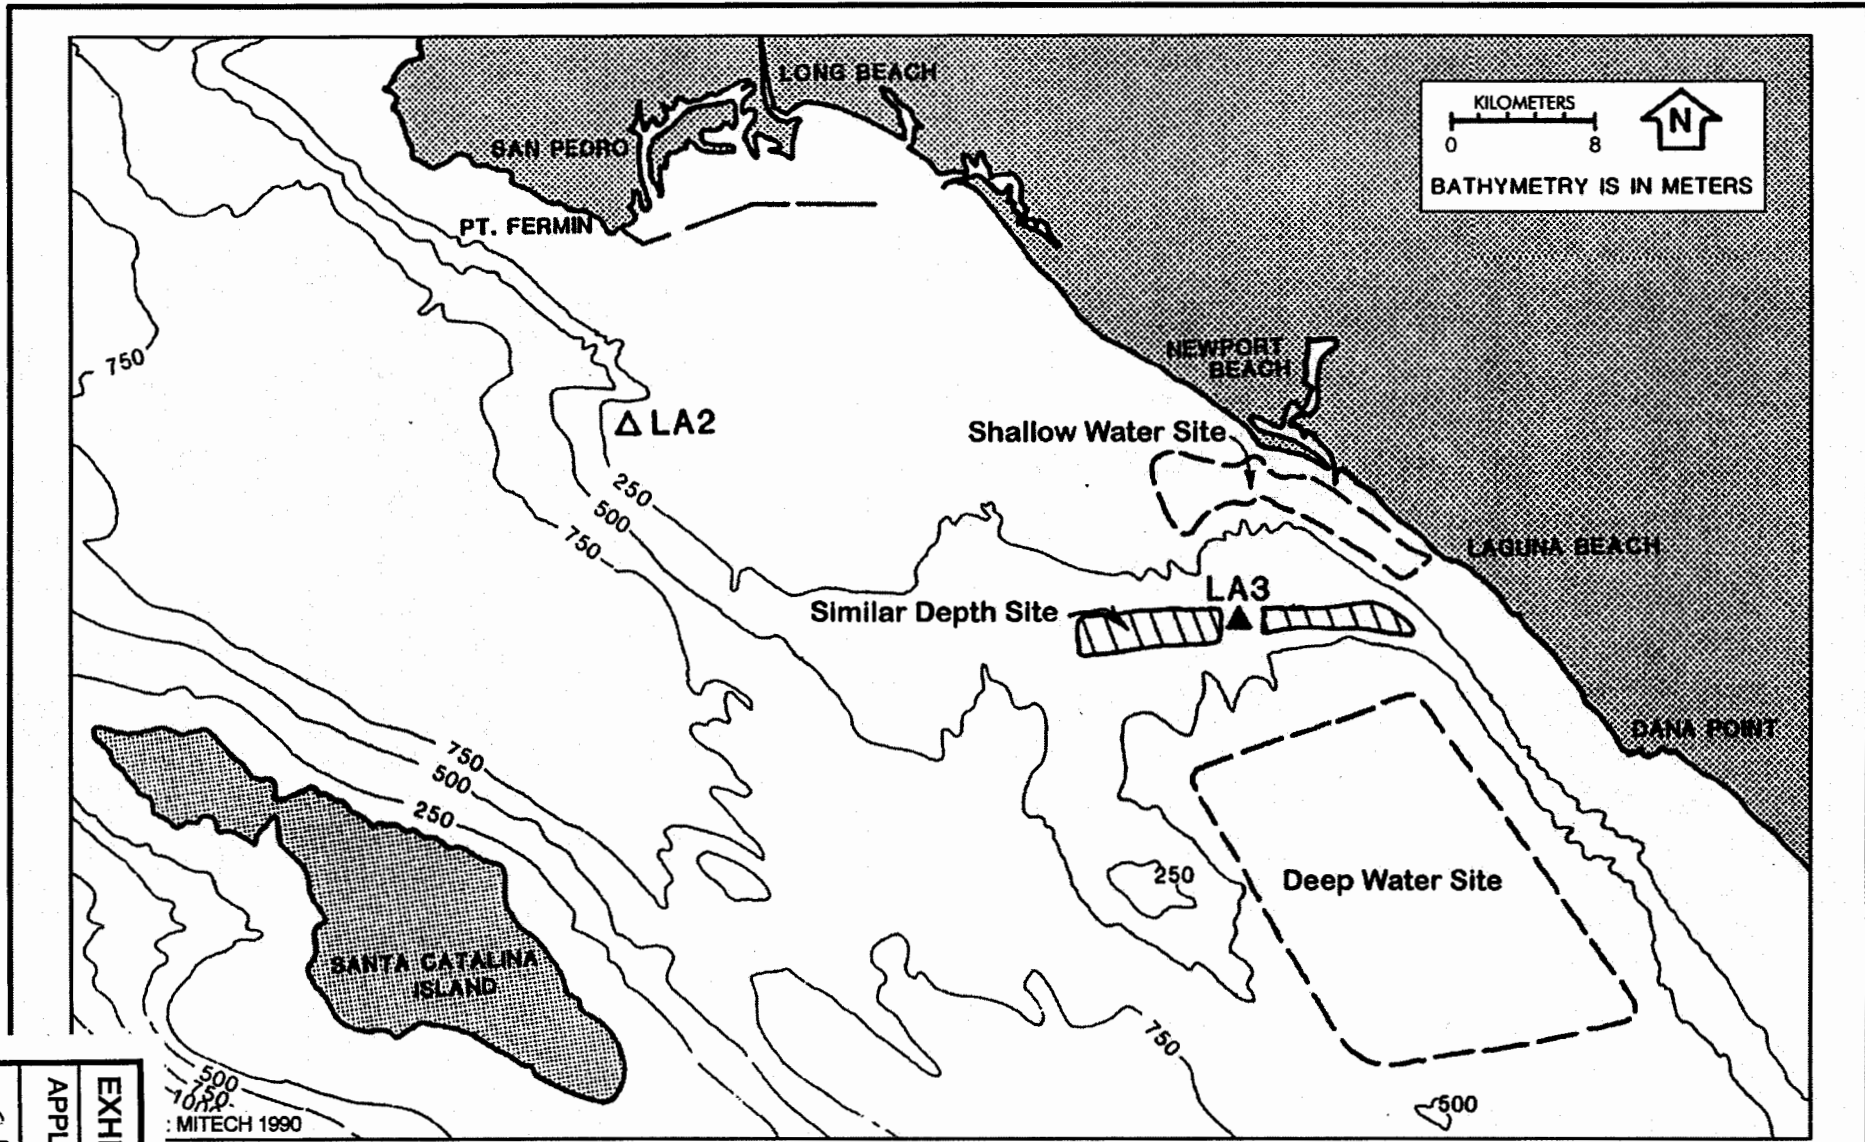 LONG BEACH
SAN PEDRO
PT. FERMIN
KILOMETERS
0 8
N
BATHYMETRY IS IN METERS
750
NEWPORT
BEACH
LA2
Shallow Water Site
250
500
750
LAGUNA BEACH
LA3
Similar Depth Site
DANA POINT
750
500
250
250
Deep Water Site
SANTA CATALINA
ISLAND
750
500
500
750
: MITECH 1990
EXH
APPL